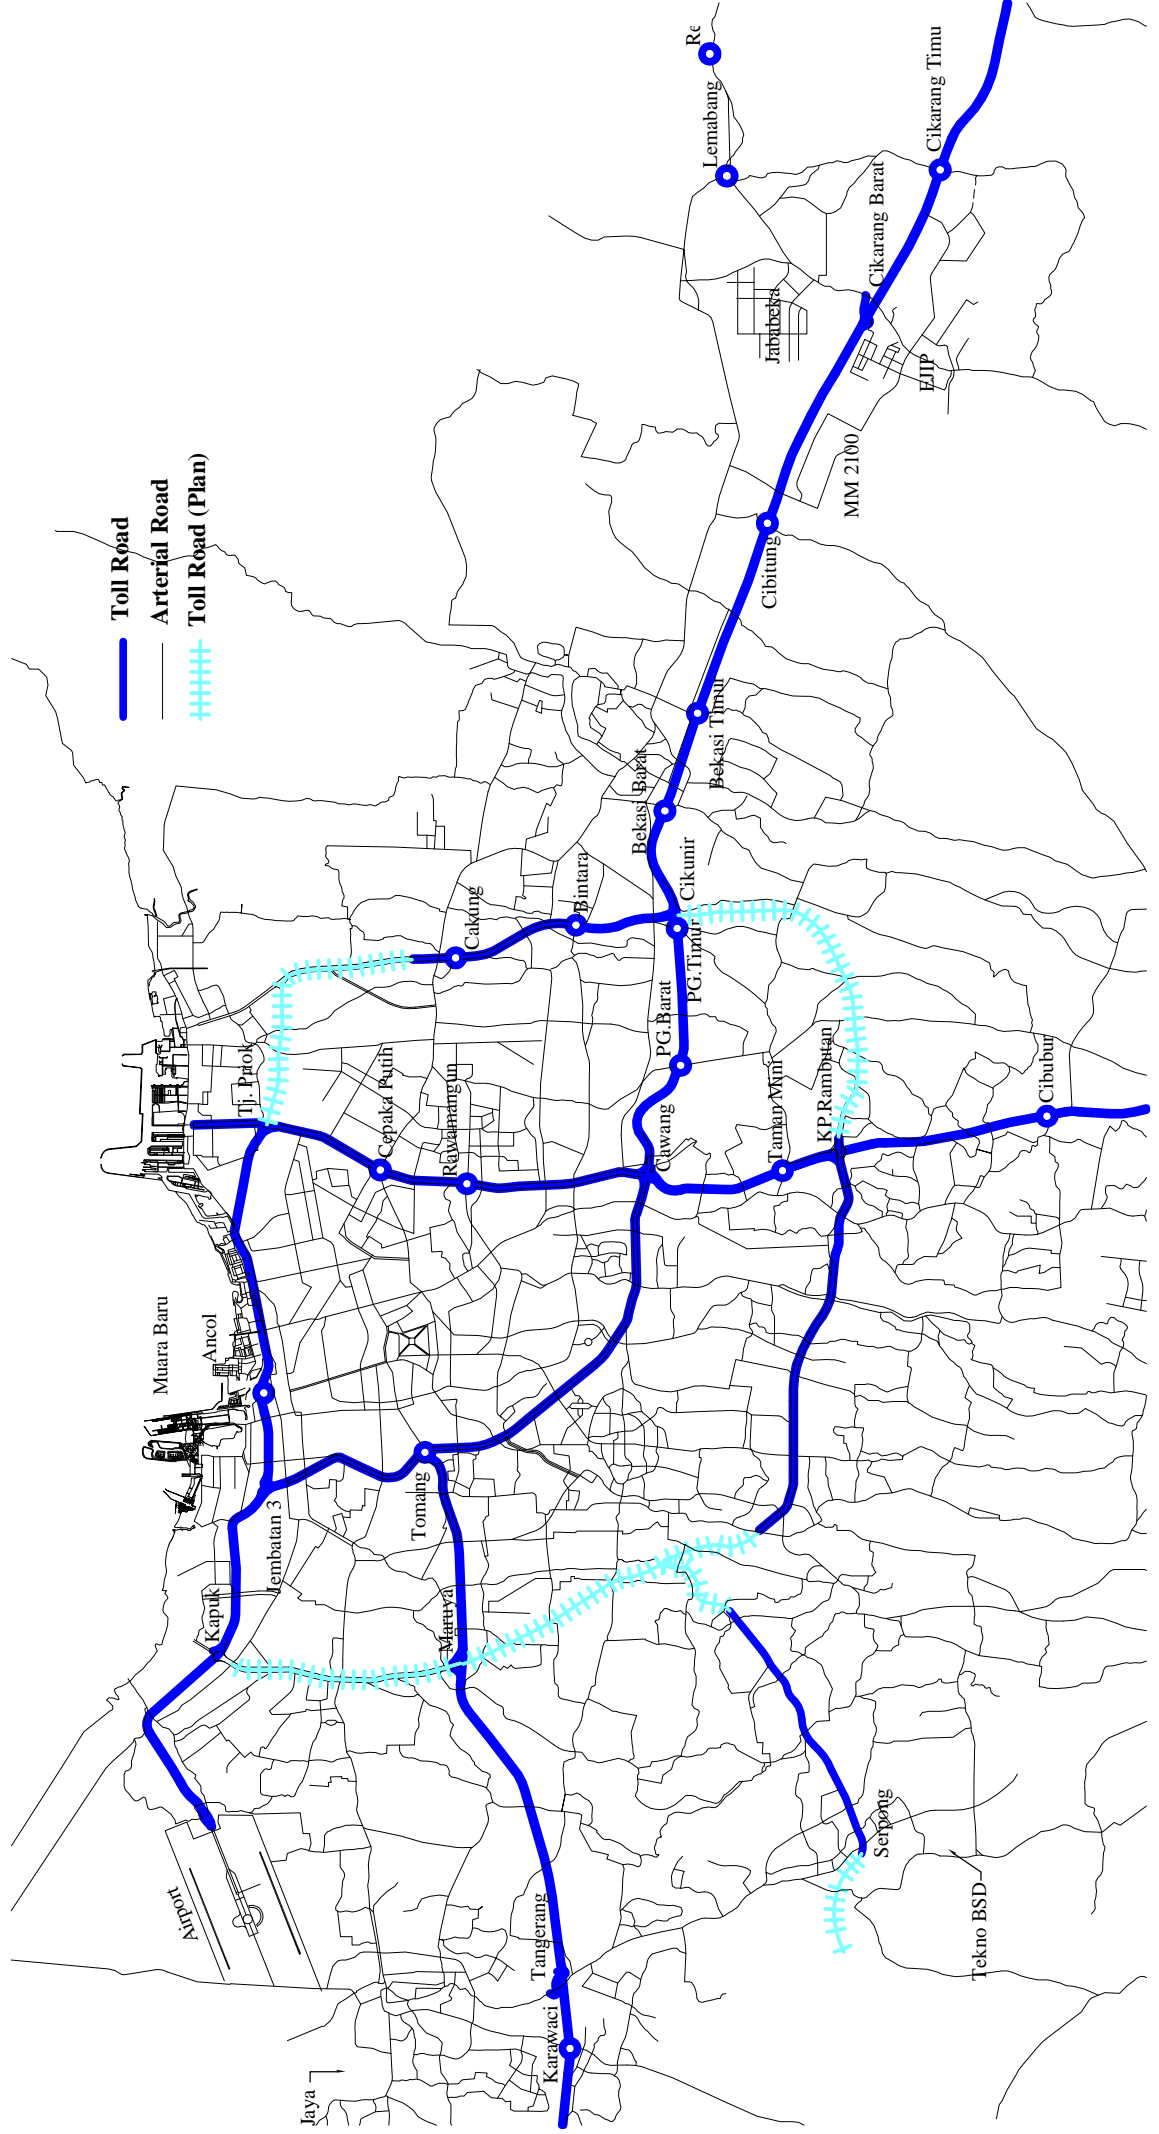 Toll Road
Arterial Road
Toll Road (Plan)
Re
Lemabang
Cikarang Timu
Cikarang Barat
Jababeka
EJIP
MM 2100
Cibitung
Bekasi Timur
Bekasi Barat
Cikunir
Bintara
Cakung
PG.Timur
PG.Barat
Tj. Priok
Cepaka Putih
Rawamangun
Cawang
Taman Mini
KP.Rambutan
Cibubur
Muara Baru
Ancol
Jembatan 3
Tomang
Kapuk
Maruya
Airport
Serpong
Tekno BSD
Tangerang
Karawaci
Jaya